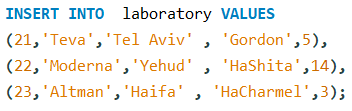 INSERT INTO  laboratory VALUES
(21,'Teva','Tel Aviv' , 'Gordon',5),
(22,'Moderna','Yehud' , 'HaShita',14),
(23,'Altman','Haifa' , 'HaCharmel',3);